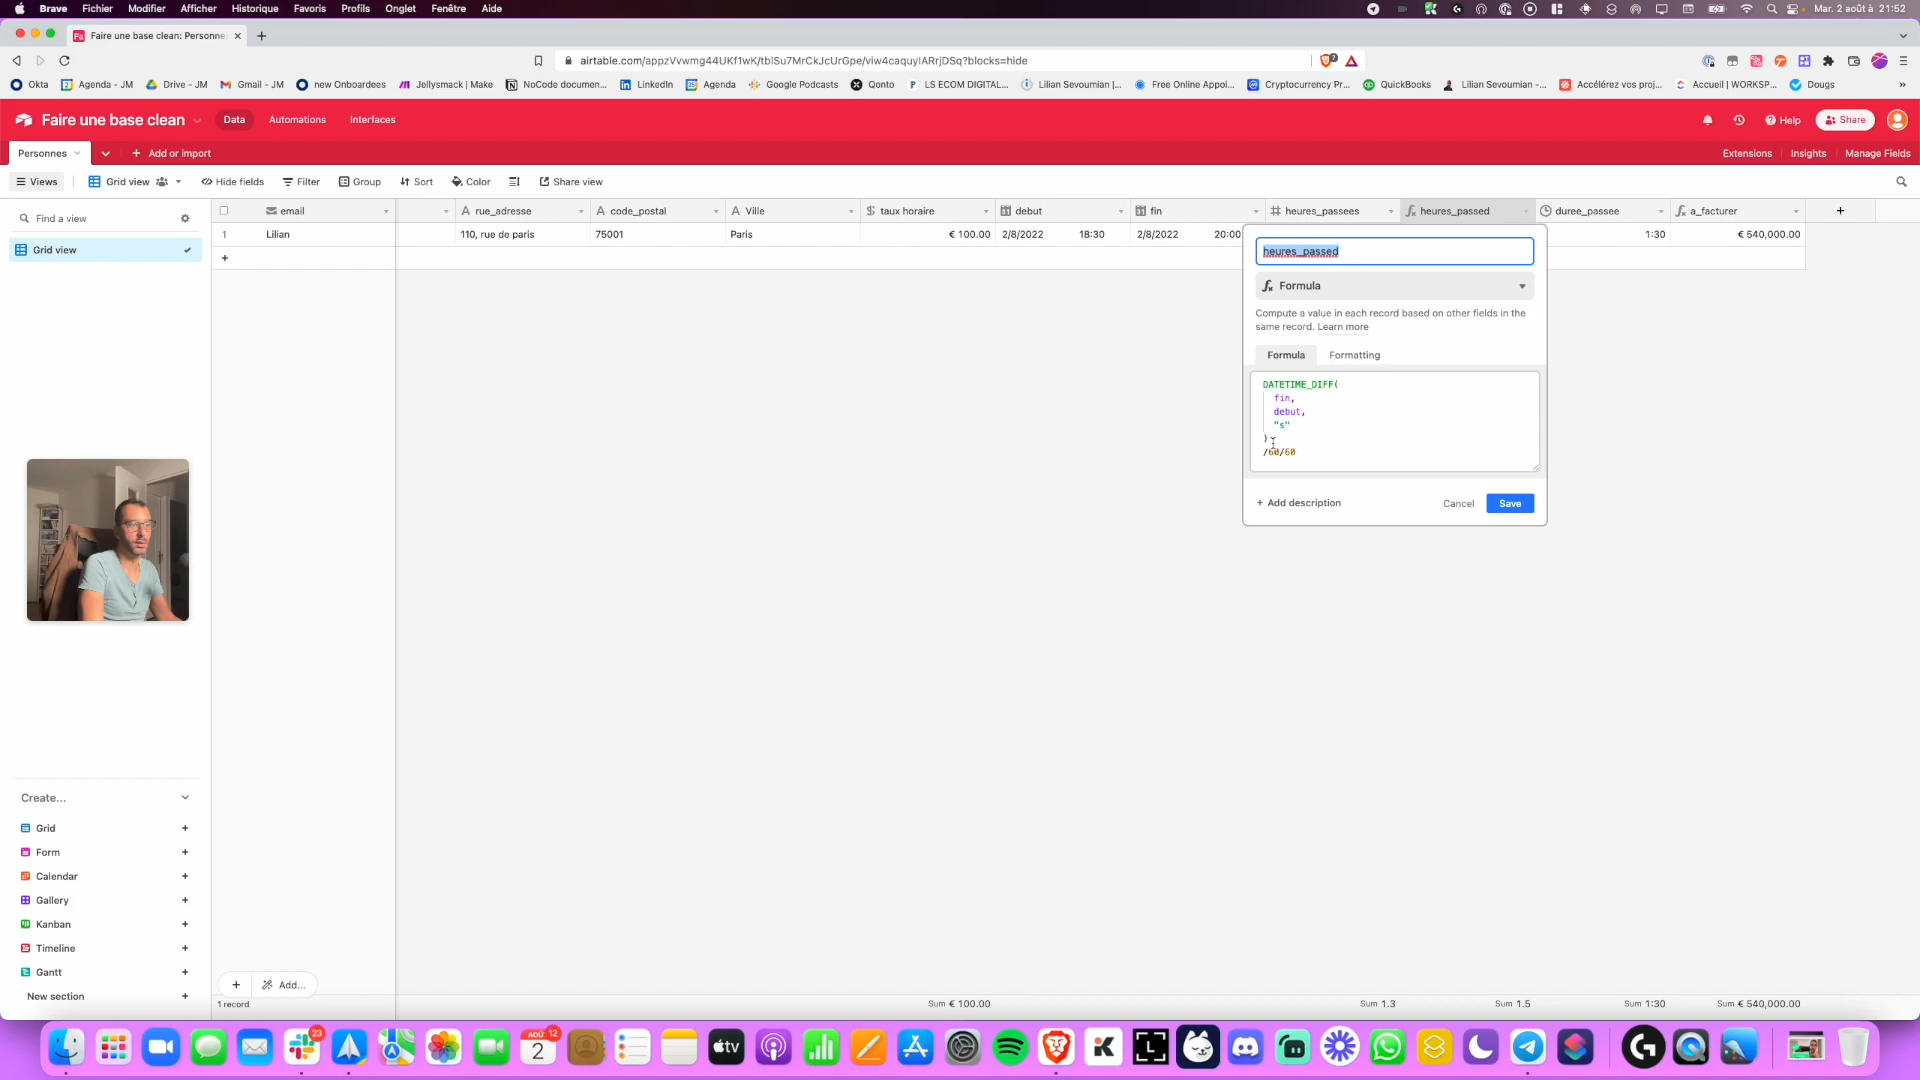 Brave Fichier Modifier Afficher Historique Favoris Profils Onglet Fenêtre Aide Mar. 2 août à 21:52
Faire une base clean: Personne
airtable.com/appzVvwmg44UKf1wK/tblSu7MrCkJcUrGpe/viw4caquyIARrjDSq?blocks=hide
Okta Agenda - JM Drive - JM Gmail - JM new Onboardees Jellysmack | Make NoCode documen... LinkedIn Agenda Google Podcasts Qonto LS ECOM DIGITAL... Lilian Sevoumian |... Free Online Appoi... Cryptocurrency Pr... QuickBooks Lilian Sevoumian -... Accélérez vos proj... Accueil | WORKSP... Dougs
Faire une base clean Data Automations Interfaces Help Share
Personnes Add or import Extensions Insights Manage Fields
Views Grid view Hide fields Filter Group Sort Color Share view
Find a view email rue_adresse code_postal Ville taux horaire debut fin heures_passees heures_passed duree_passee a_facturer
1 Lilian 110, rue de paris 75001 Paris € 100.00 2/8/2022 18:30 2/8/2022 20:00 1:30 € 540,000.00
Grid view
heures_passed
Formula
Compute a value in each record based on other fields in the
same record. Learn more
Formula Formatting
DATETIME_DIFF(
fin,
debut,
"s"
)
/60/60
+ Add description Cancel Save
Create...
Grid
Form
Calendar
Gallery
Kanban
Timeline
Gantt
New section
Add...
1 record Sum € 100.00 Sum 1.3 Sum 1.5 Sum 1:30 Sum € 540,000.00
23
AOÛ 12
2
tv